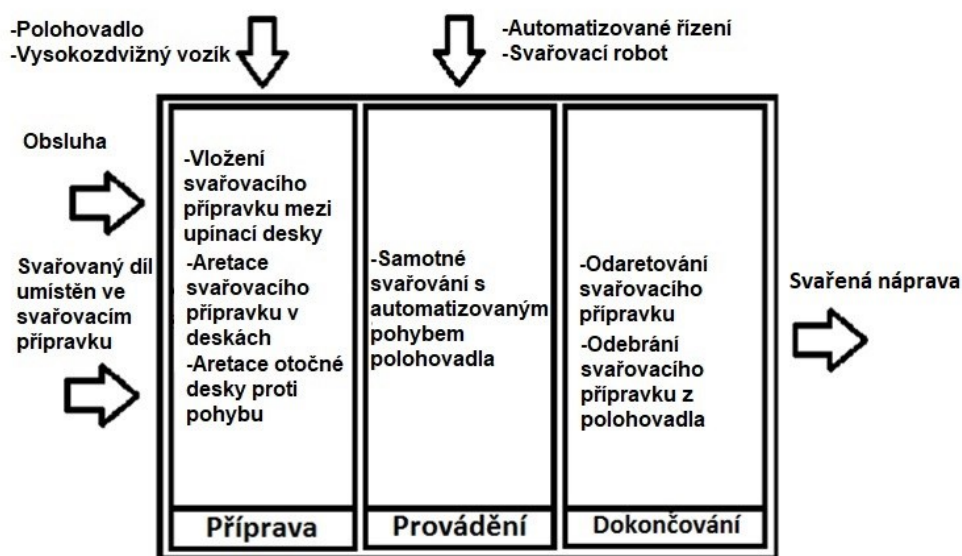 -Polohovadlo
-Vysokozdvižný vozík
-Automatizované řízení
-Svařovací robot
Obsluha
Svařovaný díl
umístěn ve
svařovacím
přípravku
-Vložení
svařovacího
přípravku mezi
upínací desky
-Aretace
svařovacího
přípravku v
deskách
-Aretace otočné
desky proti
pohybu
-Samotné
svařování s
automatizovaným
pohybem
polohovadla
-Odaretování
svařovacího
přípravku
-Odebrání
svařovacího
přípravku z
polohovadla
Svařená náprava
Příprava
Provádění
Dokončování